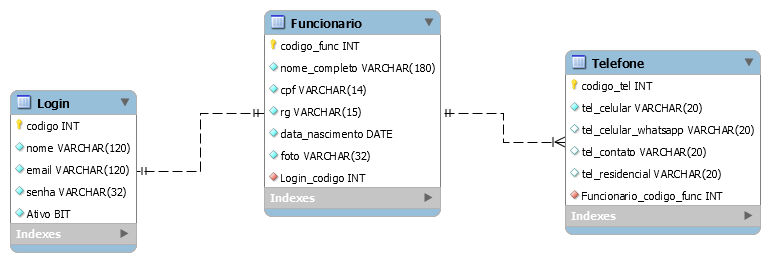 Login
codigo INT
nome VARCHAR(120)
email VARCHAR(120)
senha VARCHAR(32)
Ativo BIT
Indexes
Funcionario
codigo_func INT
nome_completo VARCHAR(180)
cpf VARCHAR(14)
rg VARCHAR(15)
data_nascimento DATE
foto VARCHAR(32)
Login_codigo INT
Indexes
Telefone
codigo_tel INT
tel_celular VARCHAR(20)
tel_celular_whatsapp VARCHAR(20)
tel_contato VARCHAR(20)
tel_residencial VARCHAR(20)
Funcionario_codigo_func INT
Indexes